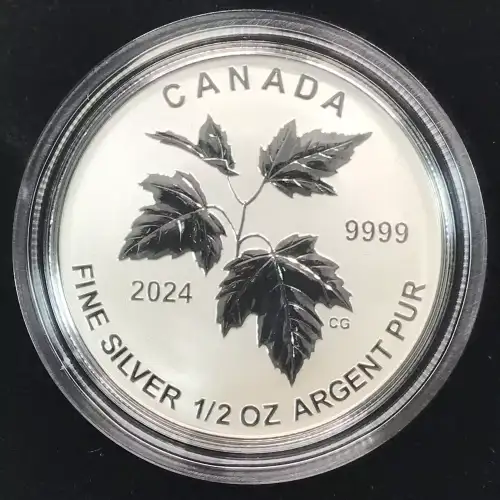 CANADA
9999
2024
CG
FINE SILVER 1/2 OZ ARGENT PUR